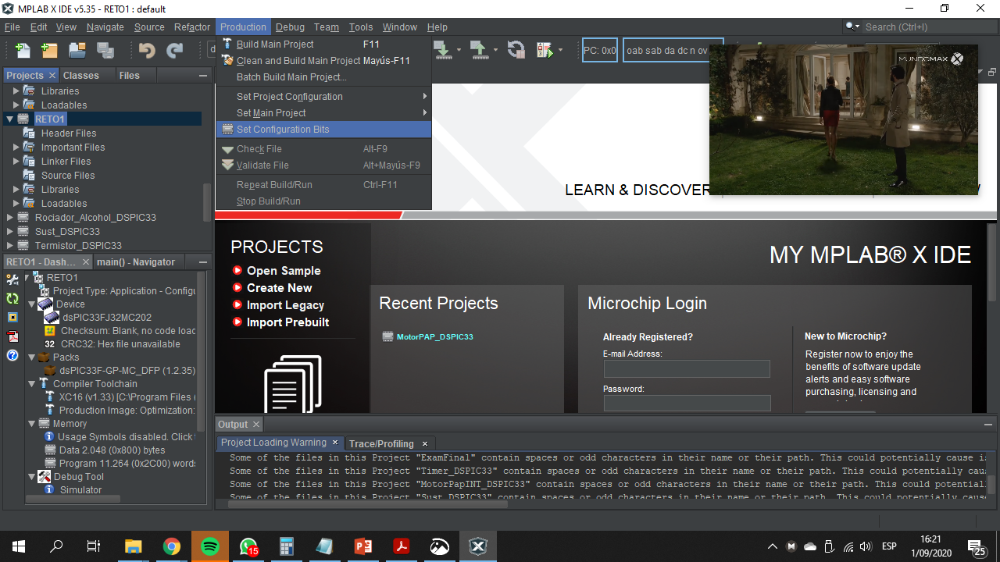 MPLAB X IDE v5.35 - RETO1 : default
File Edit View Navigate Source Refactor Production Debug Team Tools Window Help
Search (Ctrl+I)
PC: 0x0
oab sab da dc n ov
Build Main Project F11
Clean and Build Main Project Mayús-F11
Batch Build Main Project...
Set Project Configuration
Set Main Project
Set Configuration Bits
Check File Alt-F9
Validate File Alt+Mayús-F9
Repeat Build/Run Ctrl-F11
Stop Build/Run
Projects
Classes
Files
Libraries
Loadables
RETO1
Header Files
Important Files
Linker Files
Source Files
Libraries
Loadables
Rociador_Alcohol_DSPIC33
Sust_DSPIC33
Termistor_DSPIC33
MUNDOMAX
LEARN & DISCOVER
RETO1 - Dash...
main() - Navigator
RETO1
Project Type: Application - Configu
Device
dsPIC33FJ32MC202
Checksum: Blank, no code load
32 CRC32: Hex file unavailable
Packs
dsPIC33F-GP-MC_DFP (1.2.35)
Compiler Toolchain
XC16 (v1.33) [C:\Program Files (
Production Image: Optimization:
Memory
Usage Symbols disabled. Click
Data 2.048 (0x800) bytes
Program 11.264 (0x2C00) words
Debug Tool
Simulator
PROJECTS
Open Sample
Create New
Import Legacy
Import Prebuilt
MY MPLAB® X IDE
Recent Projects
MotorPAP_DSPIC33
Microchip Login
Already Registered?
E-mail Address:
Password:
New to Microchip?
Register now to enjoy the
benefits of software update
alerts and easy software
purchasing, licensing and
Output
Project Loading Warning
Trace/Profiling
Some of the files in this Project "ExamFinal" contain spaces or odd characters in their name or their path. This could potentially cause i
Some of the files in this Project "Timer_DSPIC33" contain spaces or odd characters in their name or their path. This could potentially cau
Some of the files in this Project "MotorPapINT_DSPIC33" contain spaces or odd characters in their name or their path. This could potential
Some of the files in this Project "Sust_DSPIC33" contain spaces or odd characters in their name or their path. This could potentially caus
15
ESP
16:21
1/09/2020
25